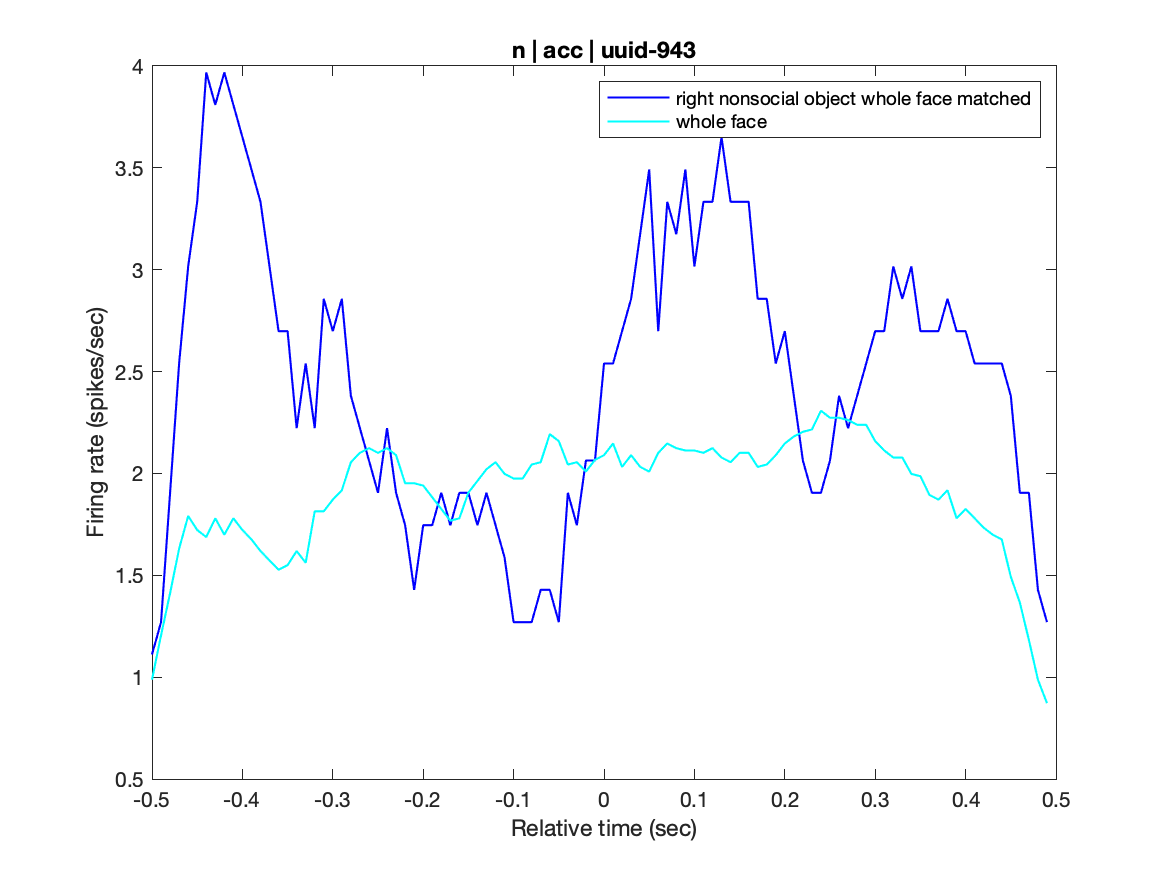 n | acc | uuid-943
right nonsocial object whole face matched
whole face
Firing rate (spikes/sec)
4
3.5
3
2.5
2
1.5
1
0.5
-0.5 -0.4 -0.3 -0.2 -0.1 0 0.1 0.2 0.3 0.4 0.5
Relative time (sec)